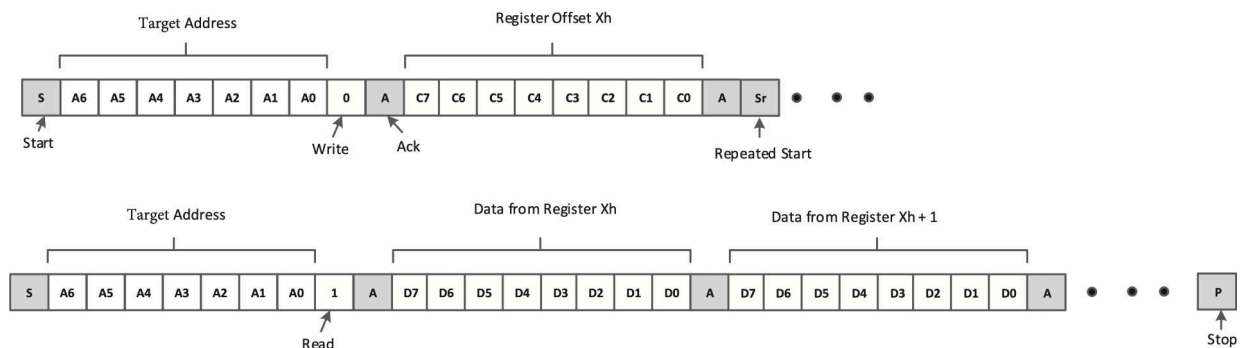 Target Address Register Offset Xh
S A6 A5 A4 A3 A2 A1 A0 0 A C7 C6 C5 C4 C3 C2 C1 C0 A Sr
Start Write Ack Repeated Start
Target Address Data from Register Xh Data from Register Xh + 1
S A6 A5 A4 A3 A2 A1 A0 1 A D7 D6 D5 D4 D3 D2 D1 D0 A D7 D6 D5 D4 D3 D2 D1 D0 A P
Read Stop